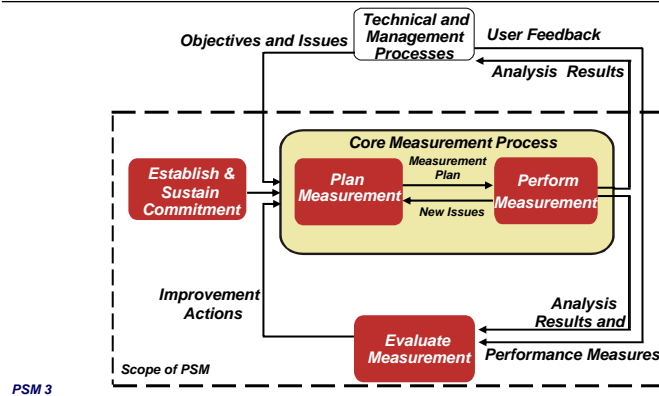 Technical and
Management
Processes
Objectives and Issues
User Feedback
Analysis Results
Core Measurement Process
Establish &
Sustain
Commitment
Plan
Measurement
Measurement
Plan
New Issues
Perform
Measurement
Improvement
Actions
Evaluate
Measurement
Analysis
Results and
Performance Measures
Scope of PSM
PSM 3